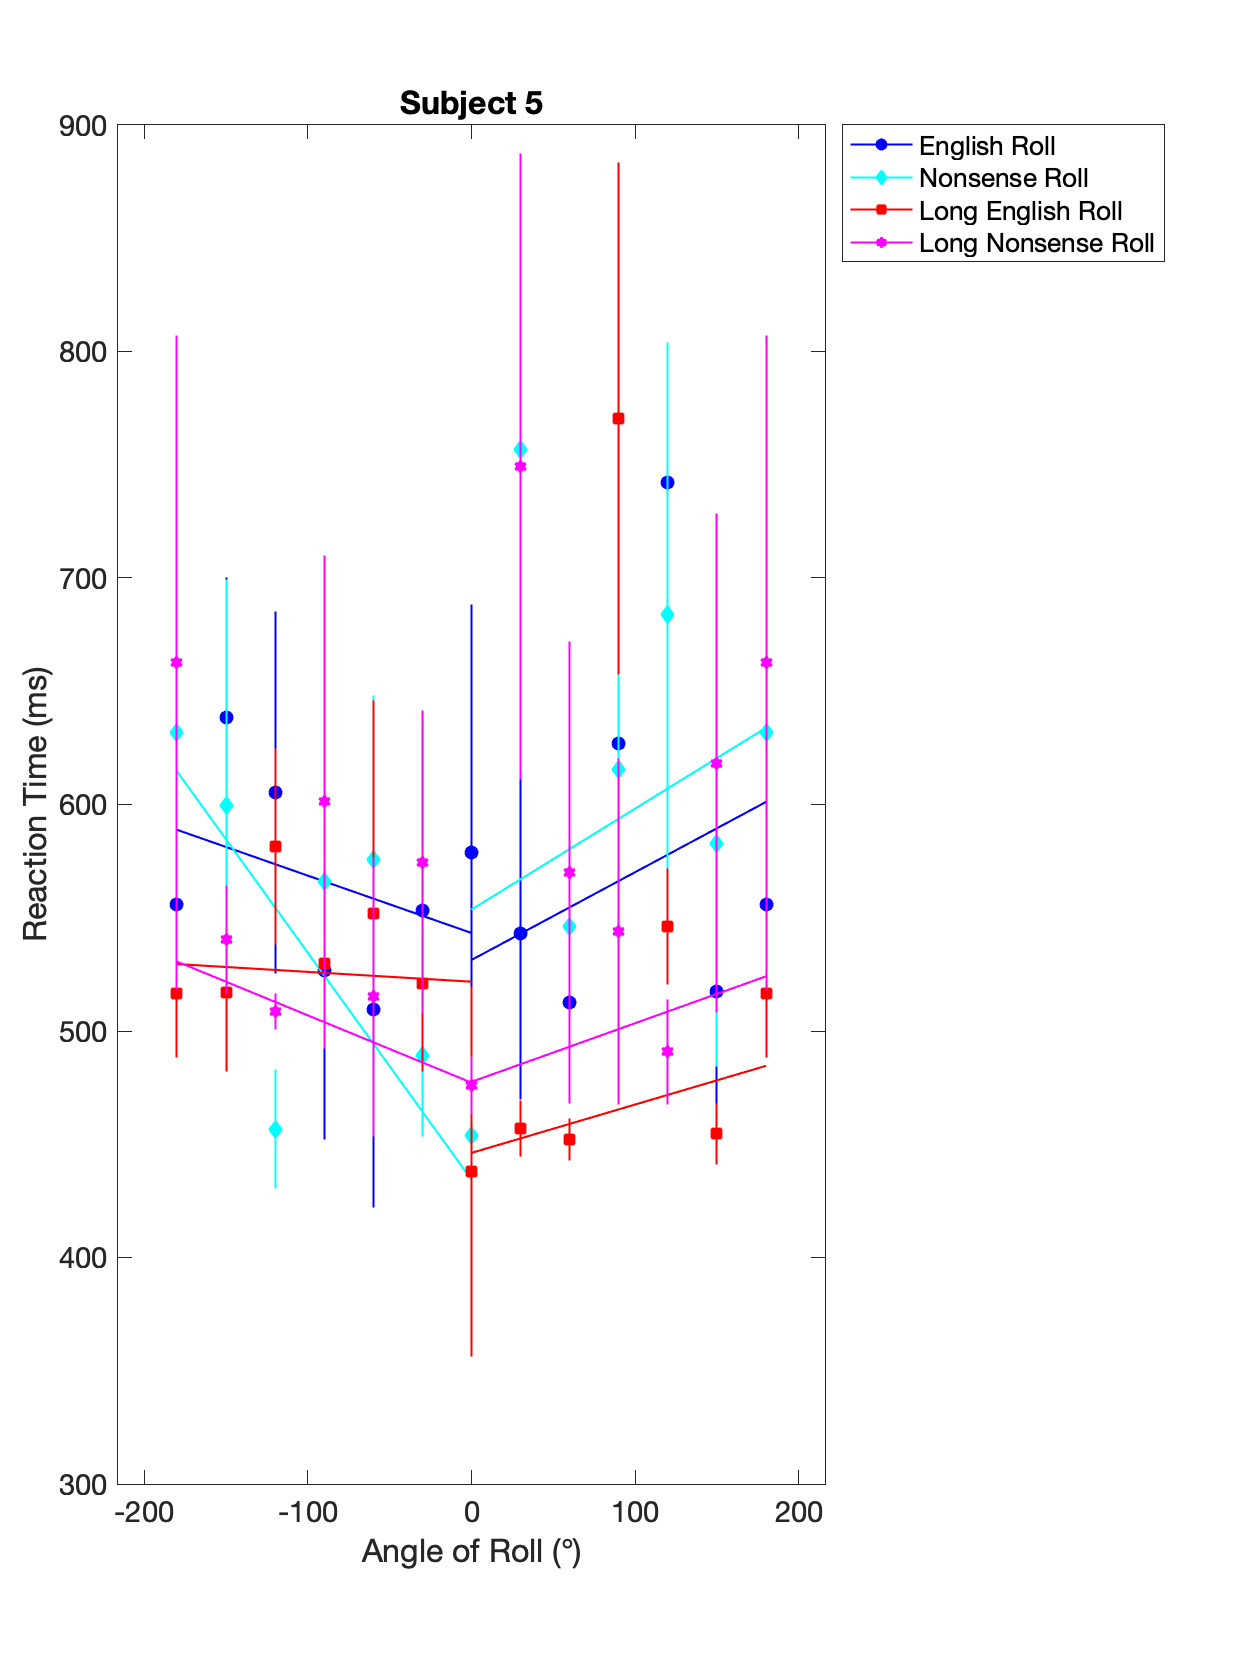 Subject 5
900
800
700
600
500
400
300
Reaction Time (ms)
-200 -100 0 100 200
Angle of Roll (°)
English Roll
Nonsense Roll
Long English Roll
Long Nonsense Roll